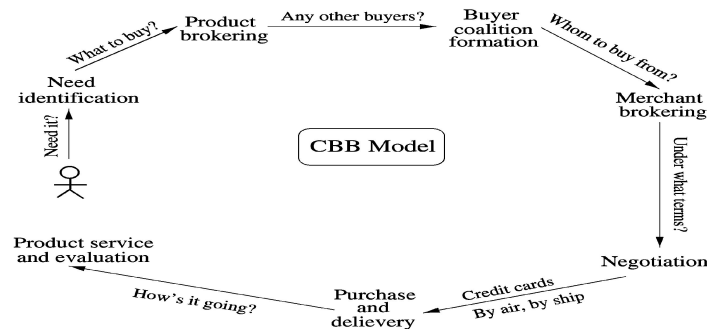 Need it?
Need
identification
What to buy?
Product
brokering
Any other buyers?
Buyer
coalition
formation
Whom to buy from?
Merchant
brokering
Under what terms?
Negotiation
Credit cards
By air, by ship
Purchase
and
delievery
How's it going?
Product service
and evaluation
CBB Model